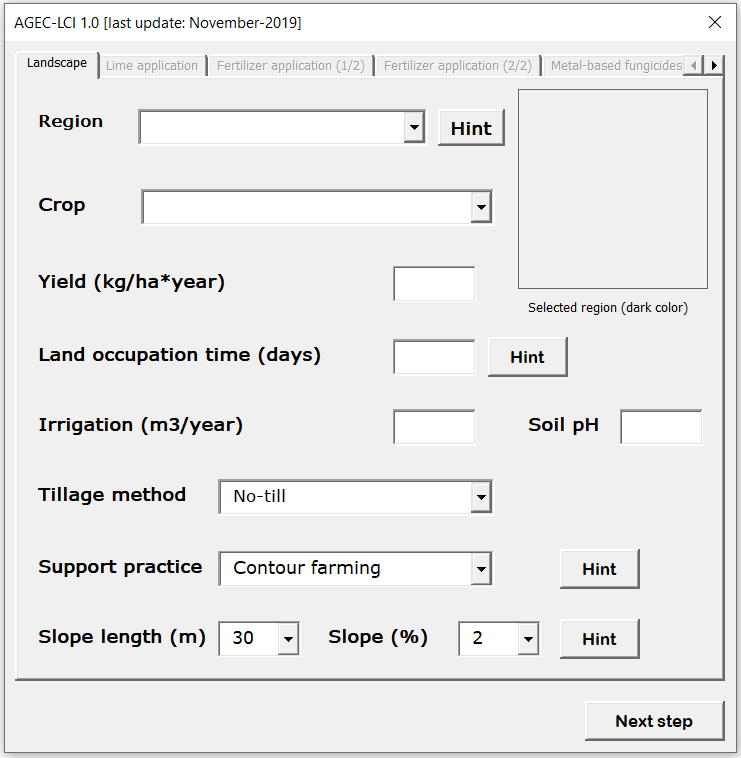 AGEC-LCI 1.0 [last update: November-2019]
Landscape Lime application Fertilizer application (1/2) Fertilizer application (2/2) Metal-based fungicides
Region Hint
Crop
Yield (kg/ha*year)
Selected region (dark color)
Land occupation time (days) Hint
Irrigation (m3/year) Soil pH
Tillage method No-till
Support practice Contour farming Hint
Slope length (m) 30 Slope (%) 2 Hint
Next step